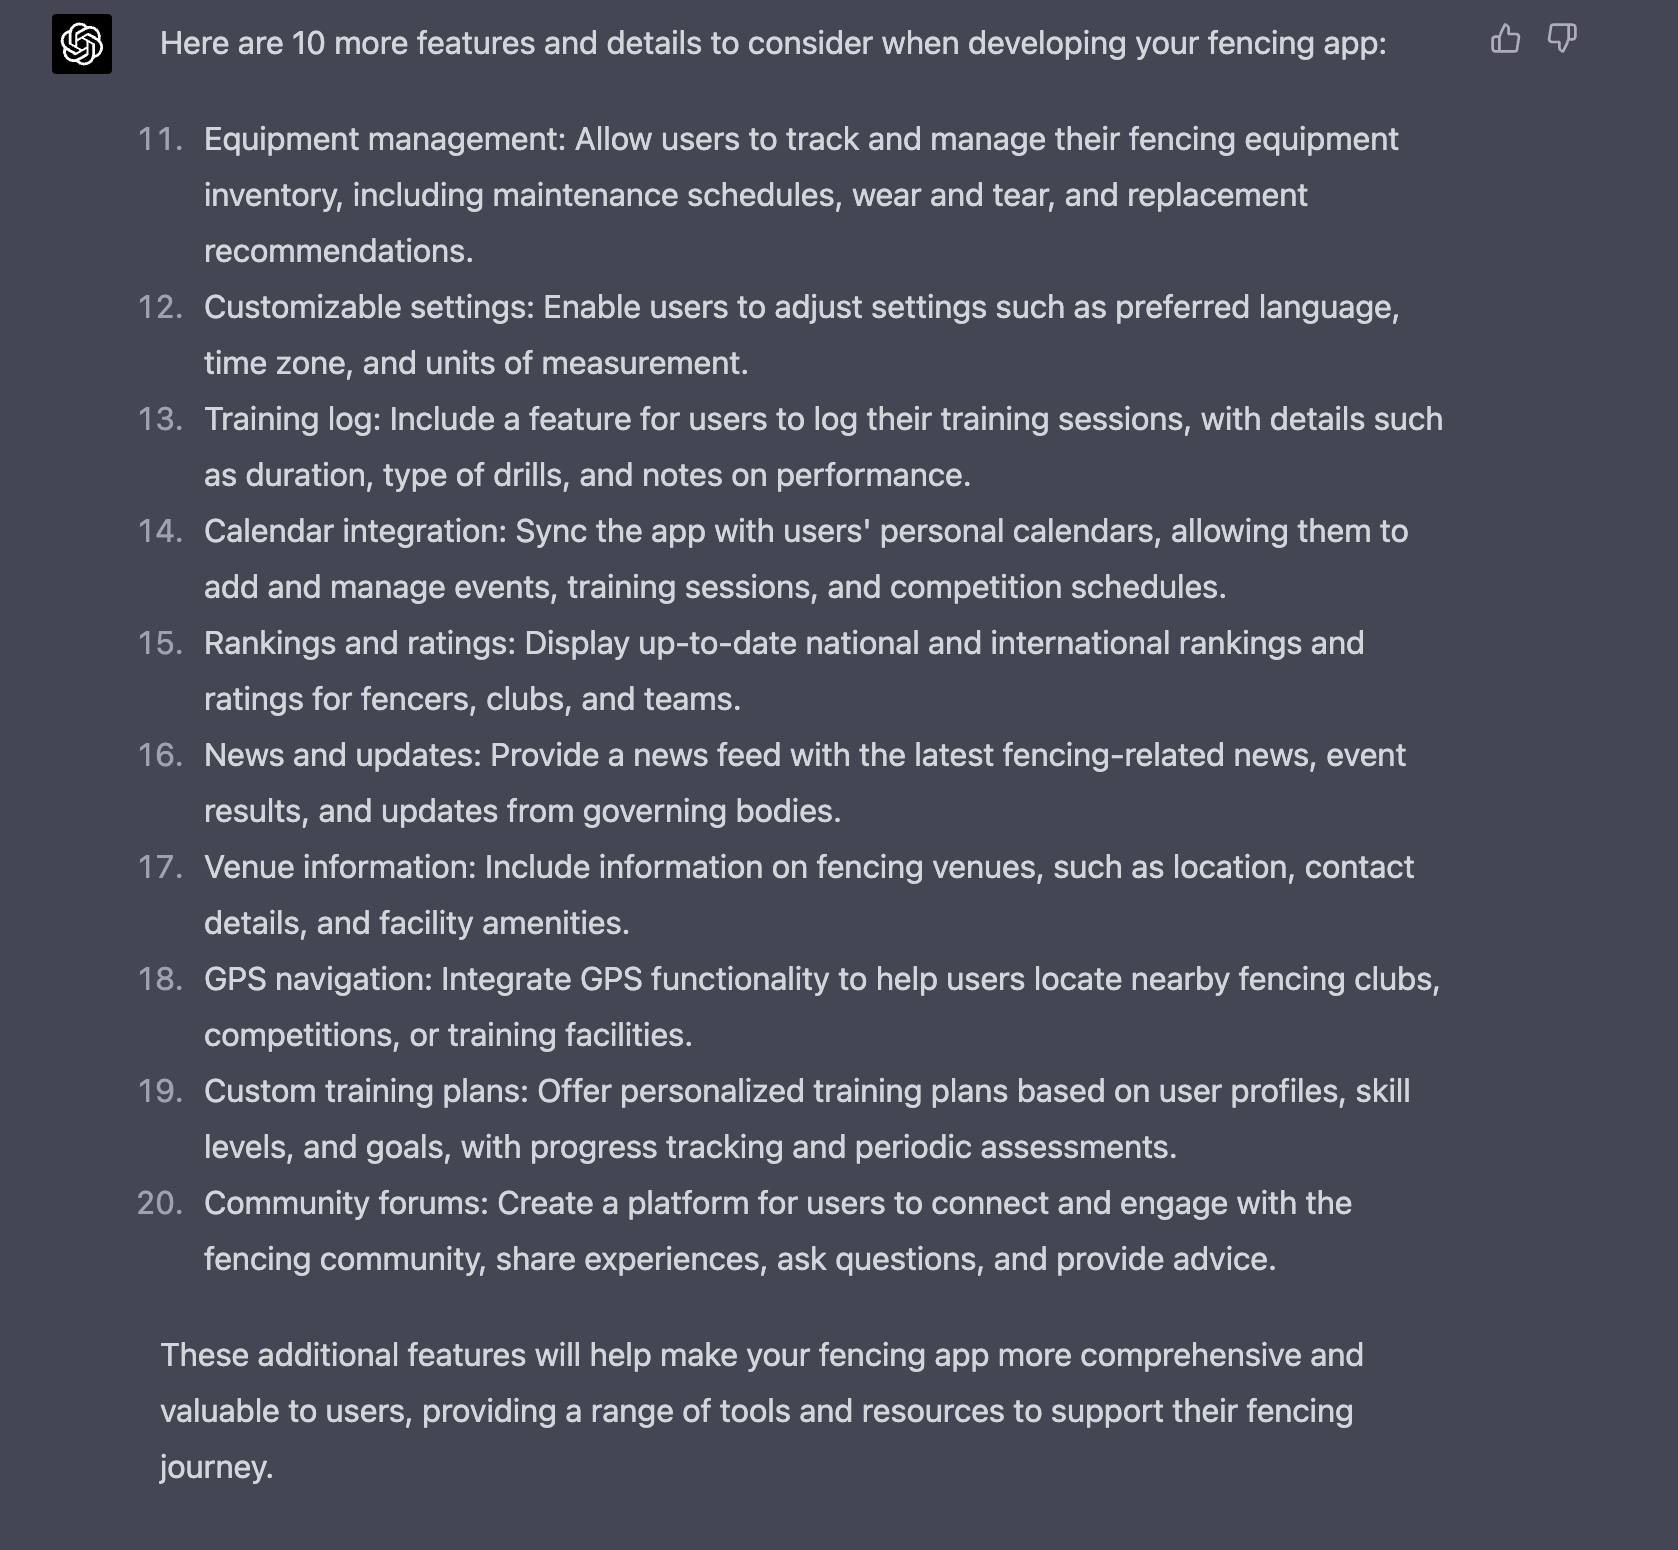 Here are 10 more features and details to consider when developing your fencing app:
11. Equipment management: Allow users to track and manage their fencing equipment
inventory, including maintenance schedules, wear and tear, and replacement
recommendations.
12. Customizable settings: Enable users to adjust settings such as preferred language,
time zone, and units of measurement.
13. Training log: Include a feature for users to log their training sessions, with details such
as duration, type of drills, and notes on performance.
14. Calendar integration: Sync the app with users' personal calendars, allowing them to
add and manage events, training sessions, and competition schedules.
15. Rankings and ratings: Display up-to-date national and international rankings and
ratings for fencers, clubs, and teams.
16. News and updates: Provide a news feed with the latest fencing-related news, event
results, and updates from governing bodies.
17. Venue information: Include information on fencing venues, such as location, contact
details, and facility amenities.
18. GPS navigation: Integrate GPS functionality to help users locate nearby fencing clubs,
competitions, or training facilities.
19. Custom training plans: Offer personalized training plans based on user profiles, skill
levels, and goals, with progress tracking and periodic assessments.
20. Community forums: Create a platform for users to connect and engage with the
fencing community, share experiences, ask questions, and provide advice.
These additional features will help make your fencing app more comprehensive and
valuable to users, providing a range of tools and resources to support their fencing
journey.